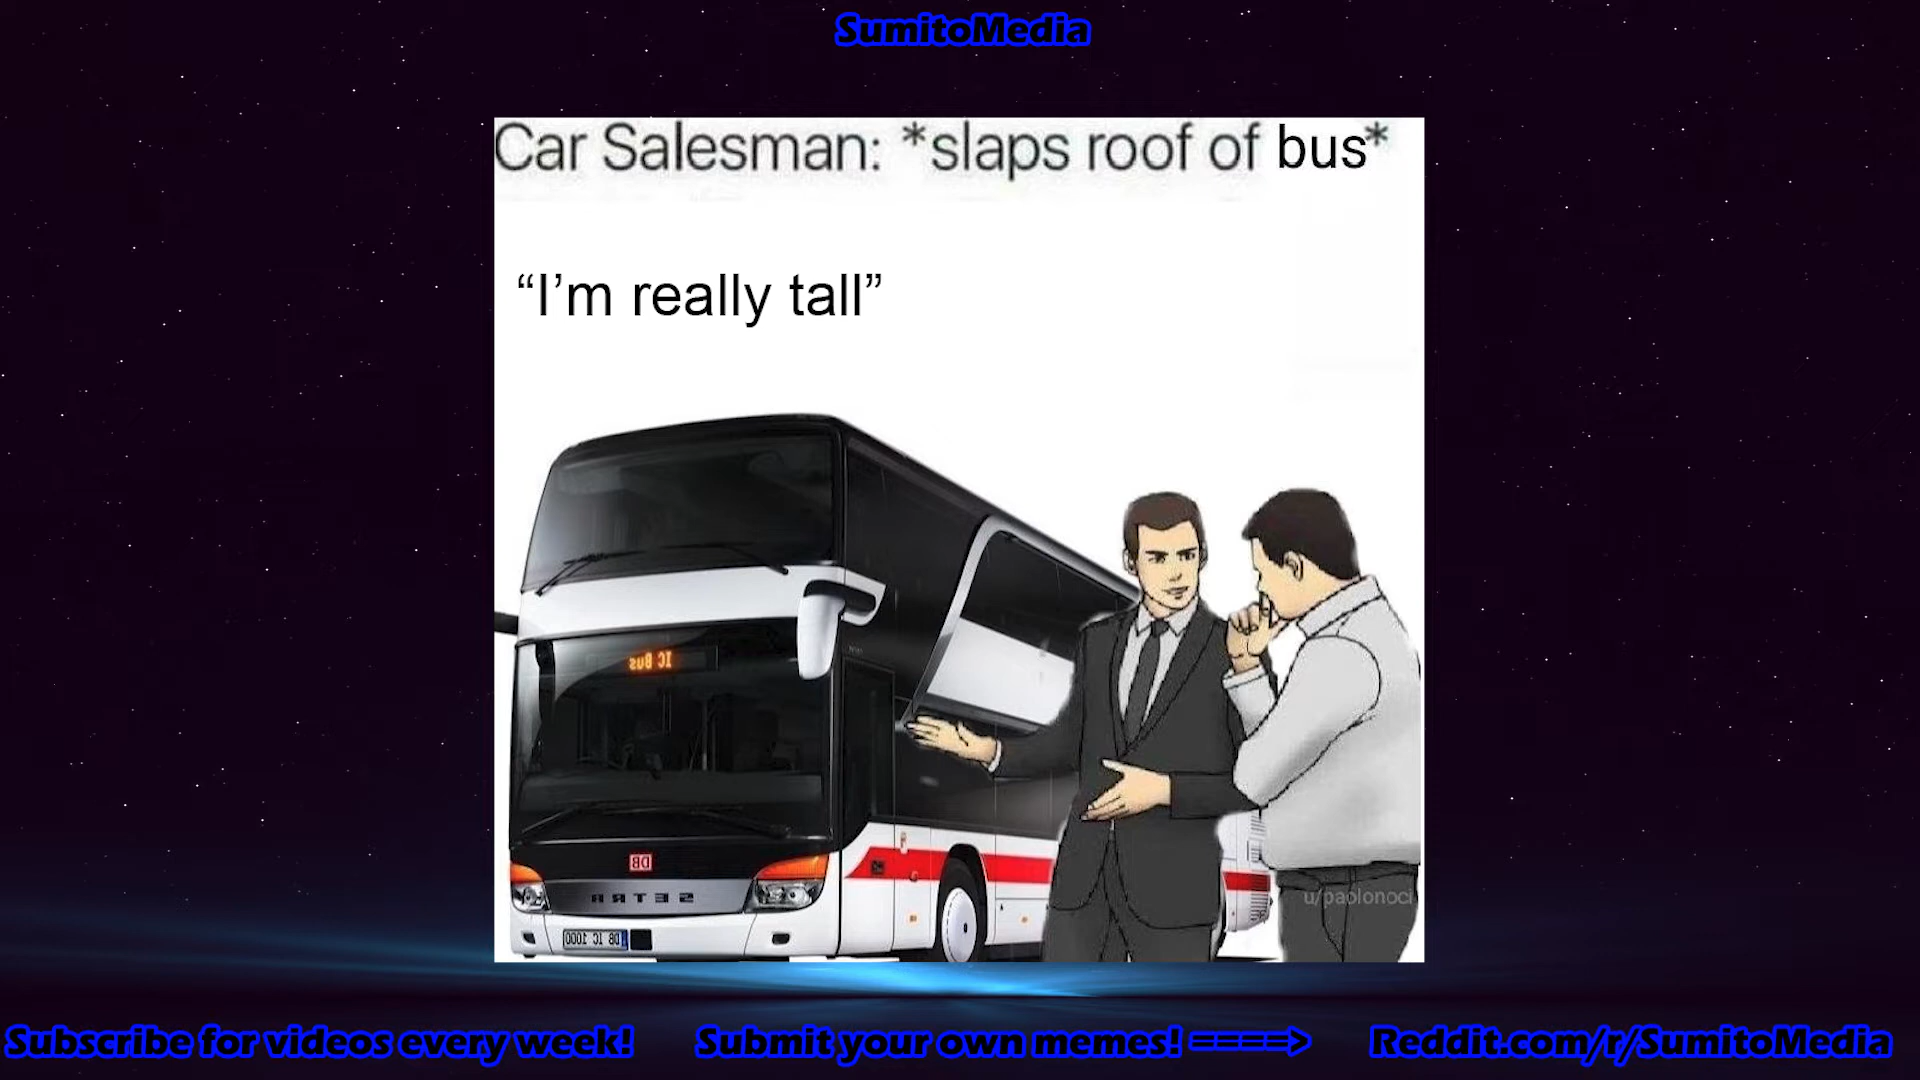 SumitoMedia
Car Salesman: *slaps roof of bus*
“I’m really tall”
IC Bus
DB
SETRA
DB IC 1000
u/paolonoci
Subscribe for videos every week! Submit your own memes! ====> Reddit.com/r/SumitoMedia